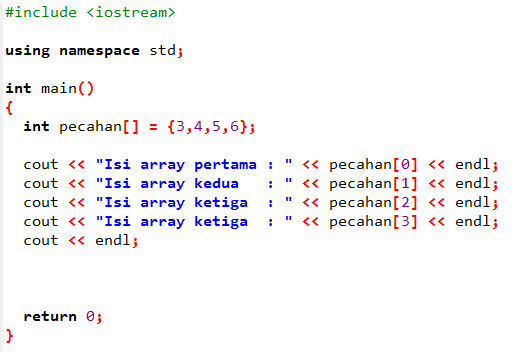 #include <iostream>
using namespace std;
int main()
{
int pecahan[] = {3,4,5,6};
cout << "Isi array pertama : " << pecahan[0] << endl;
cout << "Isi array kedua   : " << pecahan[1] << endl;
cout << "Isi array ketiga  : " << pecahan[2] << endl;
cout << "Isi array ketiga  : " << pecahan[3] << endl;
cout << endl;
return 0;
}